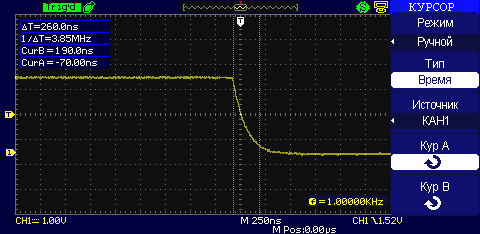 Trig'd
КУРСОР
T
ΔT=260.0ns
1/ΔT=3.85MHz
CurB=190.0ns
CurA=-70.00ns
Режим
Ручной
Тип
Время
Источник
КАН1
T
1
Кур A
Кур B
f=1.00000KHz
CH1 1.00V
M 250ns
CH1 1.52V
M Pos:0.00μs